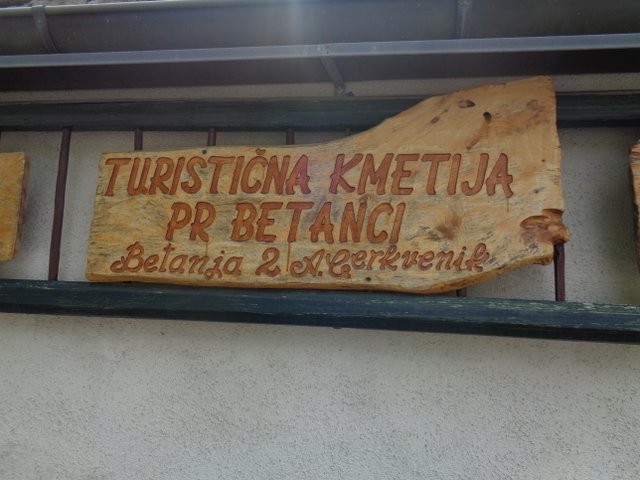 TURISTIČNA KMETIJA
PR BETANCI
Betanja 2 A. Cerkvenik